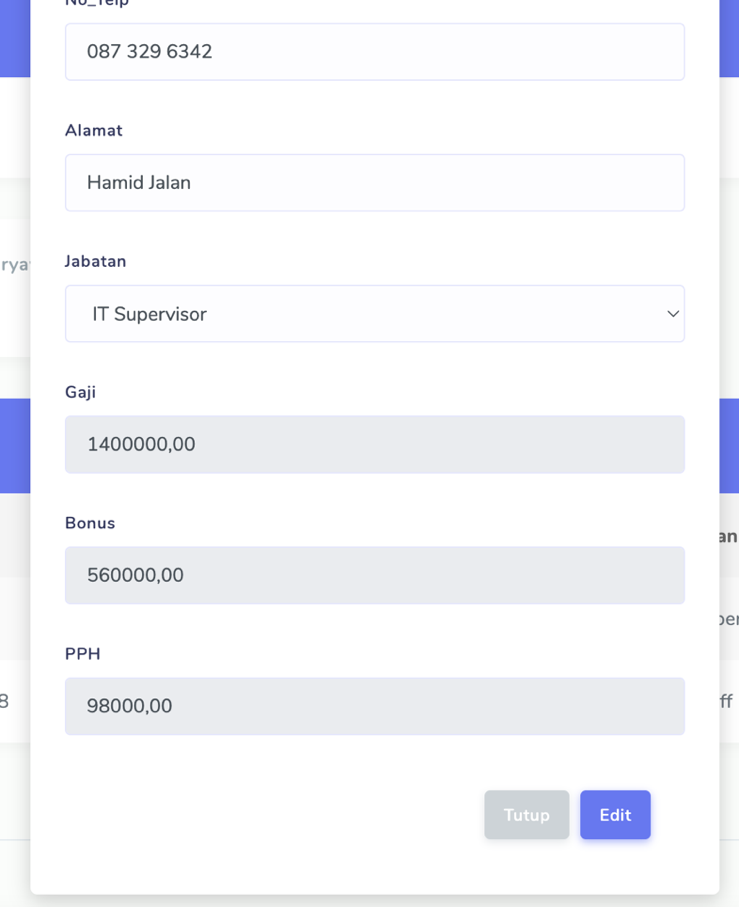 No_Telp
087 329 6342
Alamat
Hamid Jalan
Jabatan
IT Supervisor
Gaji
1400000,00
Bonus
560000,00
PPH
98000,00
Tutup
Edit